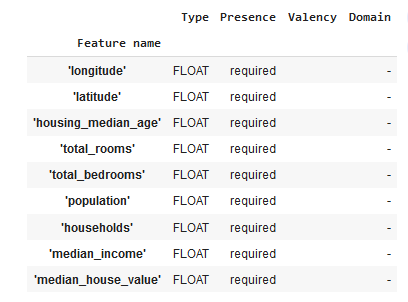 Type Presence Valency Domain
Feature name
'longitude' FLOAT required -
'latitude' FLOAT required -
'housing_median_age' FLOAT required -
'total_rooms' FLOAT required -
'total_bedrooms' FLOAT required -
'population' FLOAT required -
'households' FLOAT required -
'median_income' FLOAT required -
'median_house_value' FLOAT required -